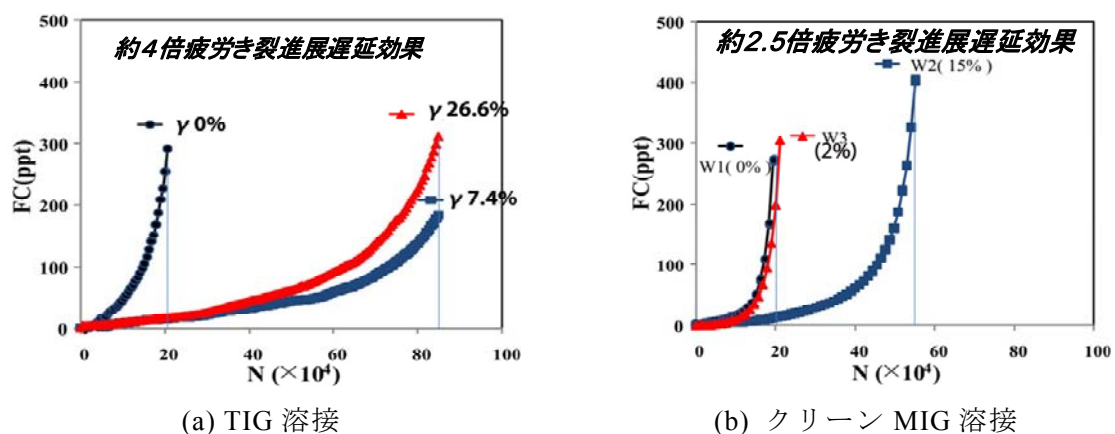 約4倍疲労き裂進展遅延効果
500
400
300
200
100
0
FC(ppt)
γ 0%
γ 26.6%
γ 7.4%
0 20 40 60 80 100
N (×10⁴)
(a) TIG 溶接
約2.5倍疲労き裂進展遅延効果
500
400
300
200
100
0
FC(ppt)
W2( 15% )
W1( 0% )
W3
(2%)
0 20 40 60 80 100
N (×10⁴)
(b) クリーン MIG 溶接